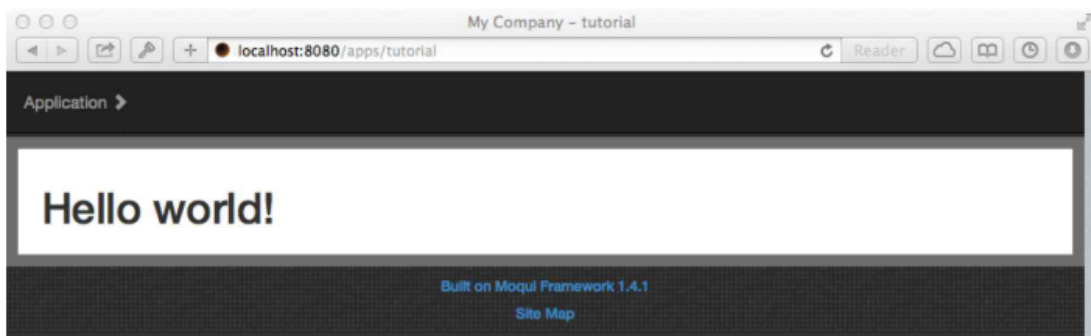 My Company – tutorial
localhost:8080/apps/tutorial Reader
Application
Hello world!
Built on Moqui Framework 1.4.1
Site Map